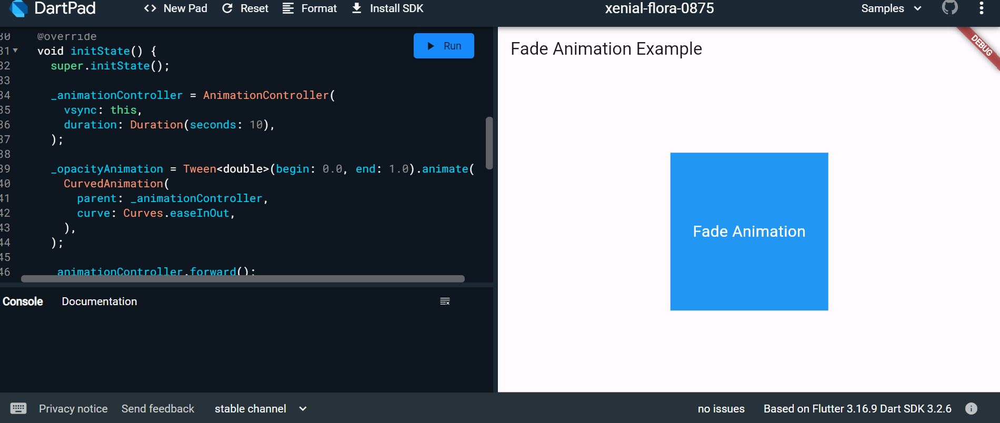 DartPad
<> New Pad
Reset
Format
Install SDK
xenial-flora-0875
Samples
30 @override
31 void initState() {
32 super.initState();
33
34 _animationController = AnimationController(
35 vsync: this,
36 duration: Duration(seconds: 10),
37 );
38
39 _opacityAnimation = Tween<double>(begin: 0.0, end: 1.0).animate(
40 CurvedAnimation(
41 parent: _animationController,
42 curve: Curves.easeInOut,
43 ),
44 );
45
46 _animationController.forward();
Run
Console
Documentation
Fade Animation Example
DEBUG
Fade Animation
Privacy notice
Send feedback
stable channel
no issues
Based on Flutter 3.16.9 Dart SDK 3.2.6